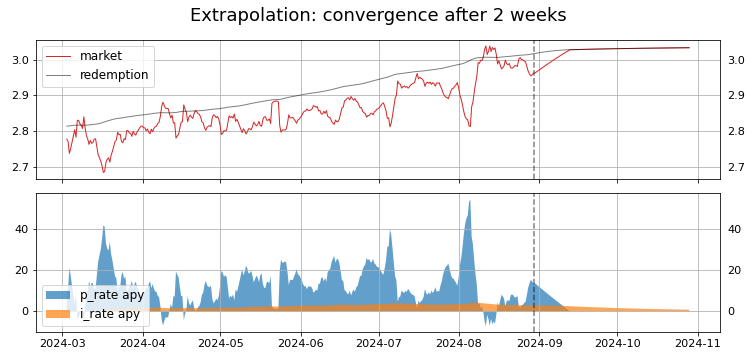 Extrapolation: convergence after 2 weeks
market
redemption
3.0
2.9
2.8
2.7
3.0
2.9
2.8
2.7
p_rate apy
i_rate apy
40
20
0
40
20
0
2024-03 2024-04 2024-05 2024-06 2024-07 2024-08 2024-09 2024-10 2024-11